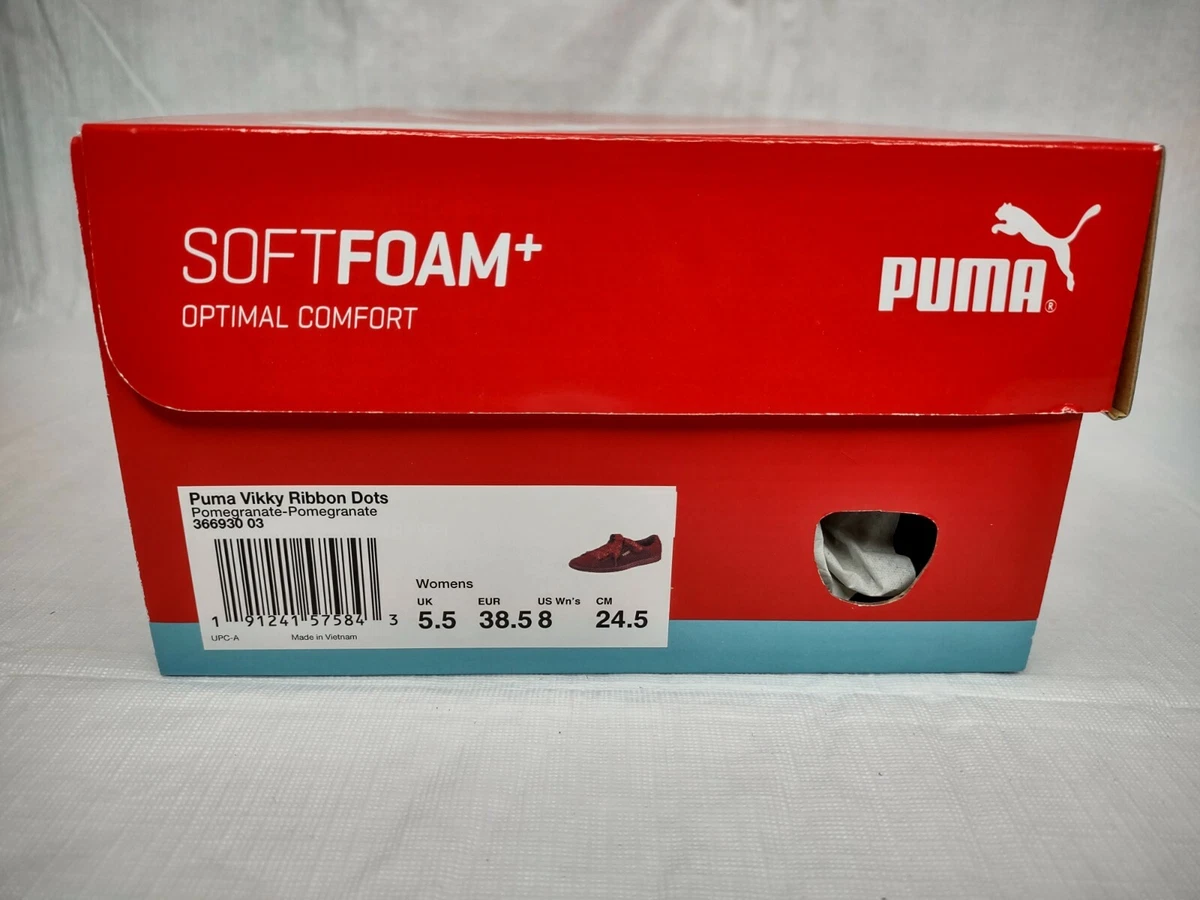 SOFTFOAM+
OPTIMAL COMFORT
PUMA®
Puma Vikky Ribbon Dots
Pomegranate-Pomegranate
366930 03
1 91241 57584 3
UPC-A Made in Vietnam
Womens
UK EUR US Wn's CM
5.5 38.5 8 24.5